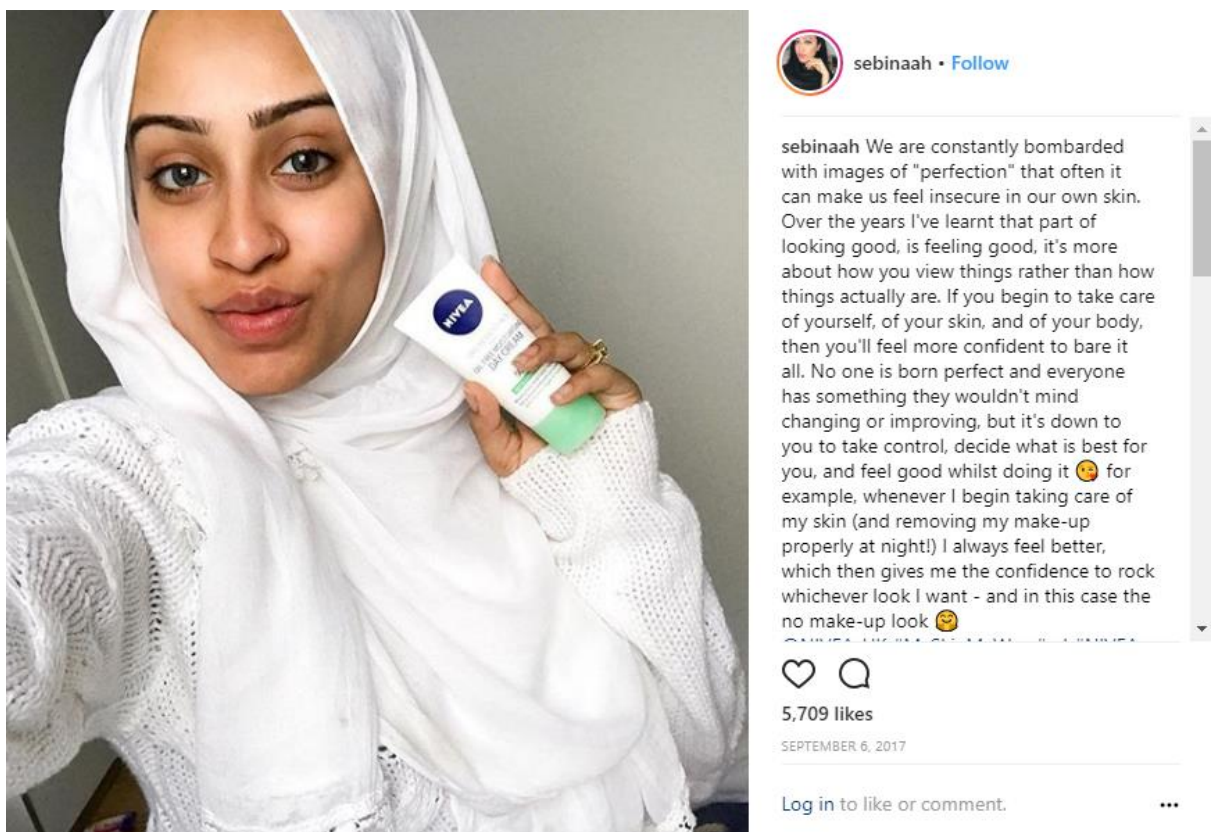 NIVEA
DAY CREAM
sebinaah • Follow
sebinaah We are constantly bombarded
with images of "perfection" that often it
can make us feel insecure in our own skin.
Over the years I've learnt that part of
looking good, is feeling good, it's more
about how you view things rather than how
things actually are. If you begin to take care
of yourself, of your skin, and of your body,
then you'll feel more confident to bare it
all. No one is born perfect and everyone
has something they wouldn't mind
changing or improving, but it's down to
you to take control, decide what is best for
you, and feel good whilst doing it 😘 for
example, whenever I begin taking care of
my skin (and removing my make-up
properly at night!) I always feel better,
which then gives me the confidence to rock
whichever look I want - and in this case the
no make-up look 🤗
5,709 likes
SEPTEMBER 6, 2017
Log in to like or comment.